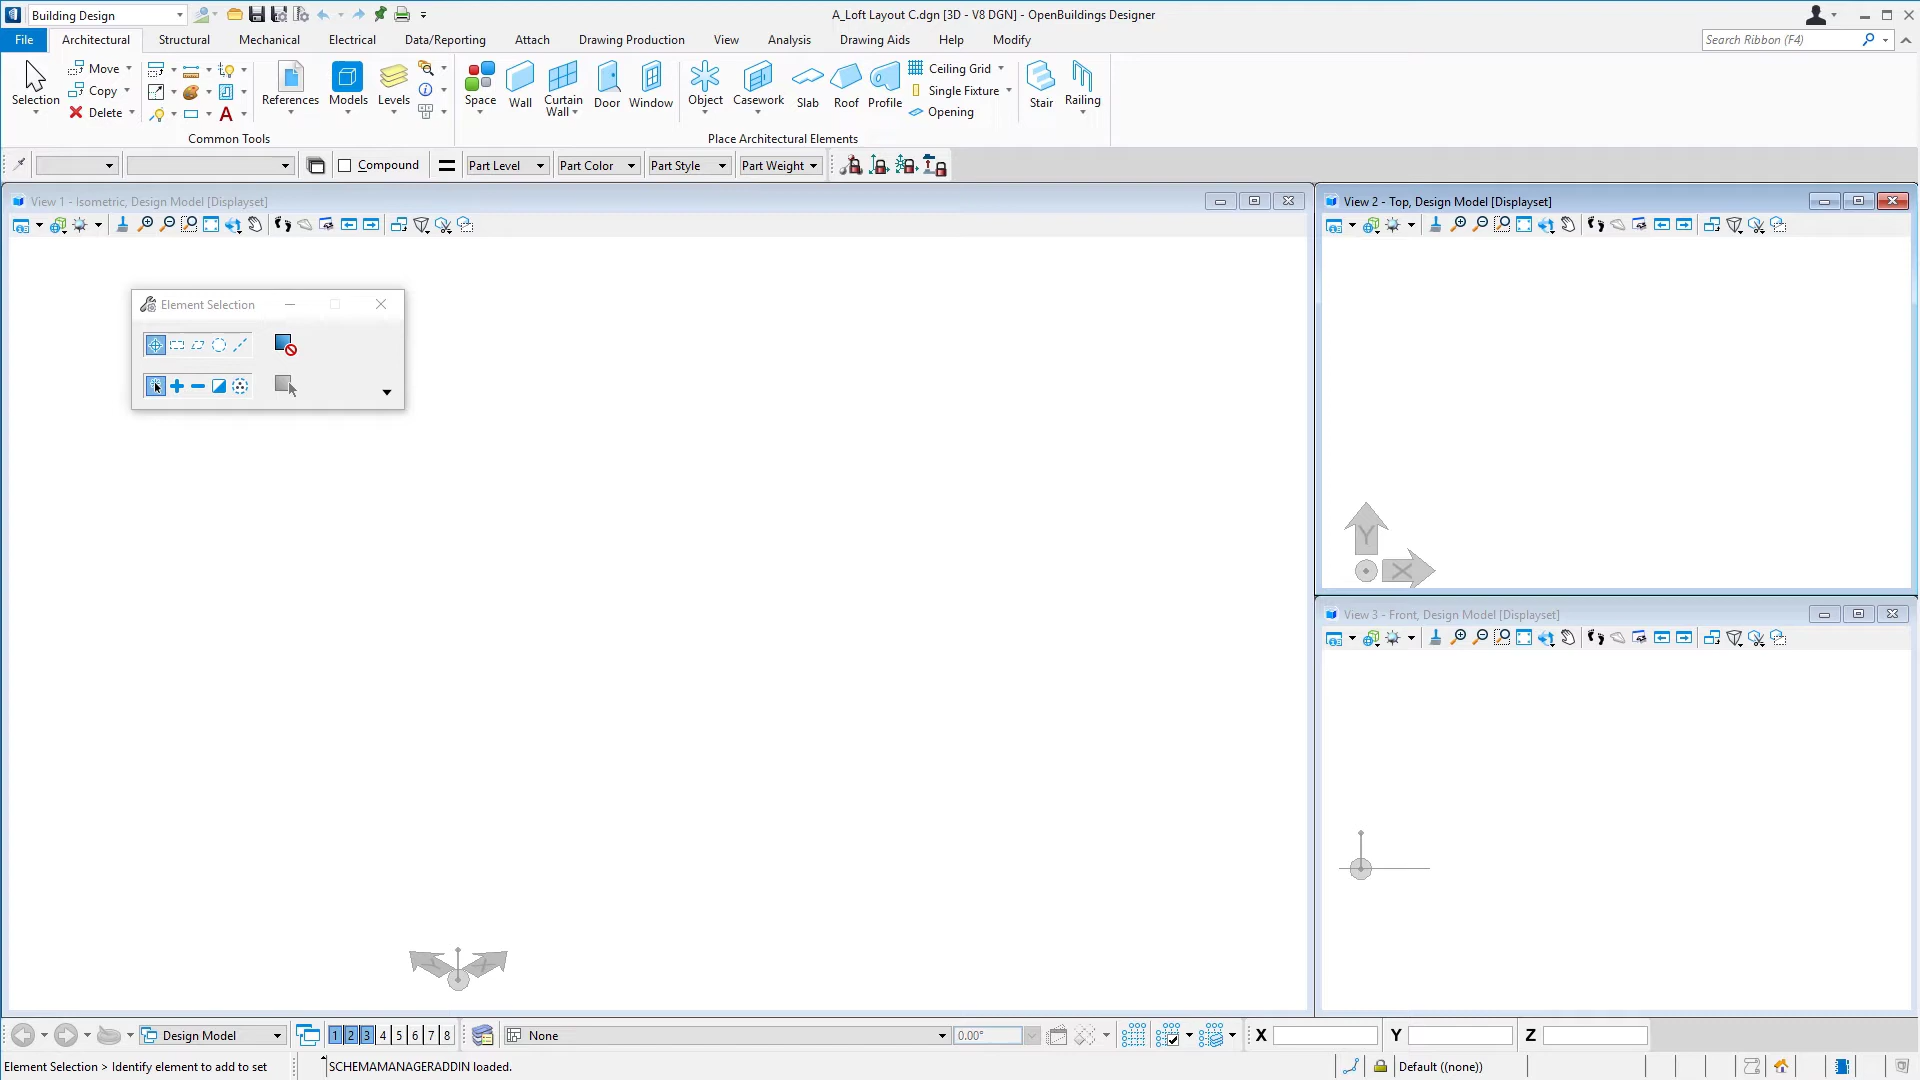 Building Design
A_Loft Layout C.dgn [3D - V8 DGN] - OpenBuildings Designer
File Architectural Structural Mechanical Electrical Data/Reporting Attach Drawing Production View Analysis Drawing Aids Help Modify
Search Ribbon (F4)
Selection
Move
Copy
Delete
A
References Models Levels
Common Tools
Space Wall Curtain Wall Door Window Object Casework Slab Roof Profile
Ceiling Grid
Single Fixture
Opening
Stair Railing
Place Architectural Elements
Compound Part Level Part Color Part Style Part Weight
View 1 - Isometric, Design Model [Displayset]
Element Selection
View 2 - Top, Design Model [Displayset]
Y
X
View 3 - Front, Design Model [Displayset]
Design Model 1 2 3 4 5 6 7 8 None 0.00° X Y Z
Element Selection > Identify element to add to set
SCHEMAMANAGERADDIN loaded.
Default ((none))